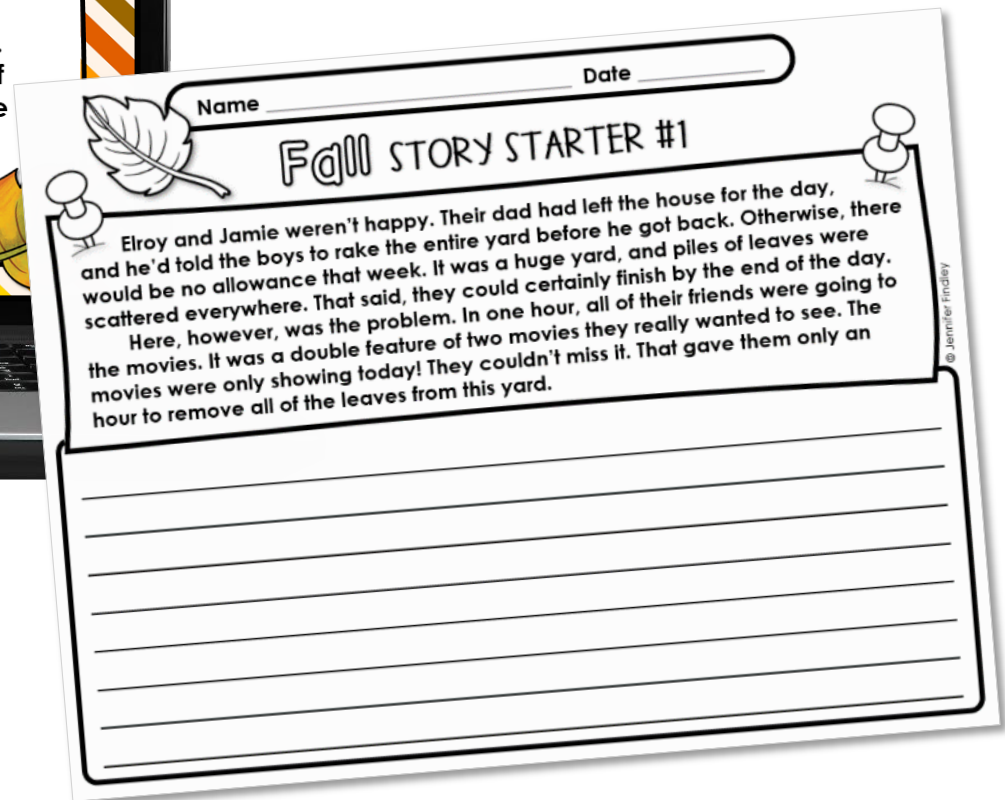 Name Date
Fall STORY STARTER #1
Elroy and Jamie weren't happy. Their dad had left the house for the day,
and he'd told the boys to rake the entire yard before he got back. Otherwise, there
would be no allowance that week. It was a huge yard, and piles of leaves were
scattered everywhere. That said, they could certainly finish by the end of the day.
Here, however, was the problem. In one hour, all of their friends were going to
the movies. It was a double feature of two movies they really wanted to see. The
movies were only showing today! They couldn't miss it. That gave them only an
hour to remove all of the leaves from this yard.
© Jennifer Findley